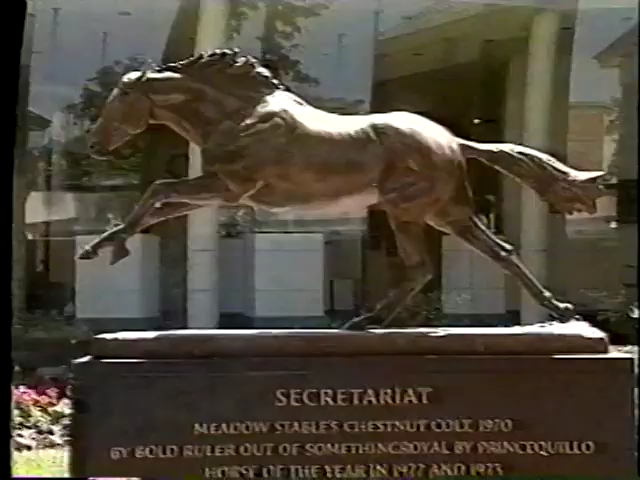 SECRETARIAT
MEADOW STABLE'S CHESTNUT COLT 1970
BY BOLD RULER OUT OF SOMETHINGROYAL BY PRINCEQUILLO
HORSE OF THE YEAR IN 1972 AND 1973